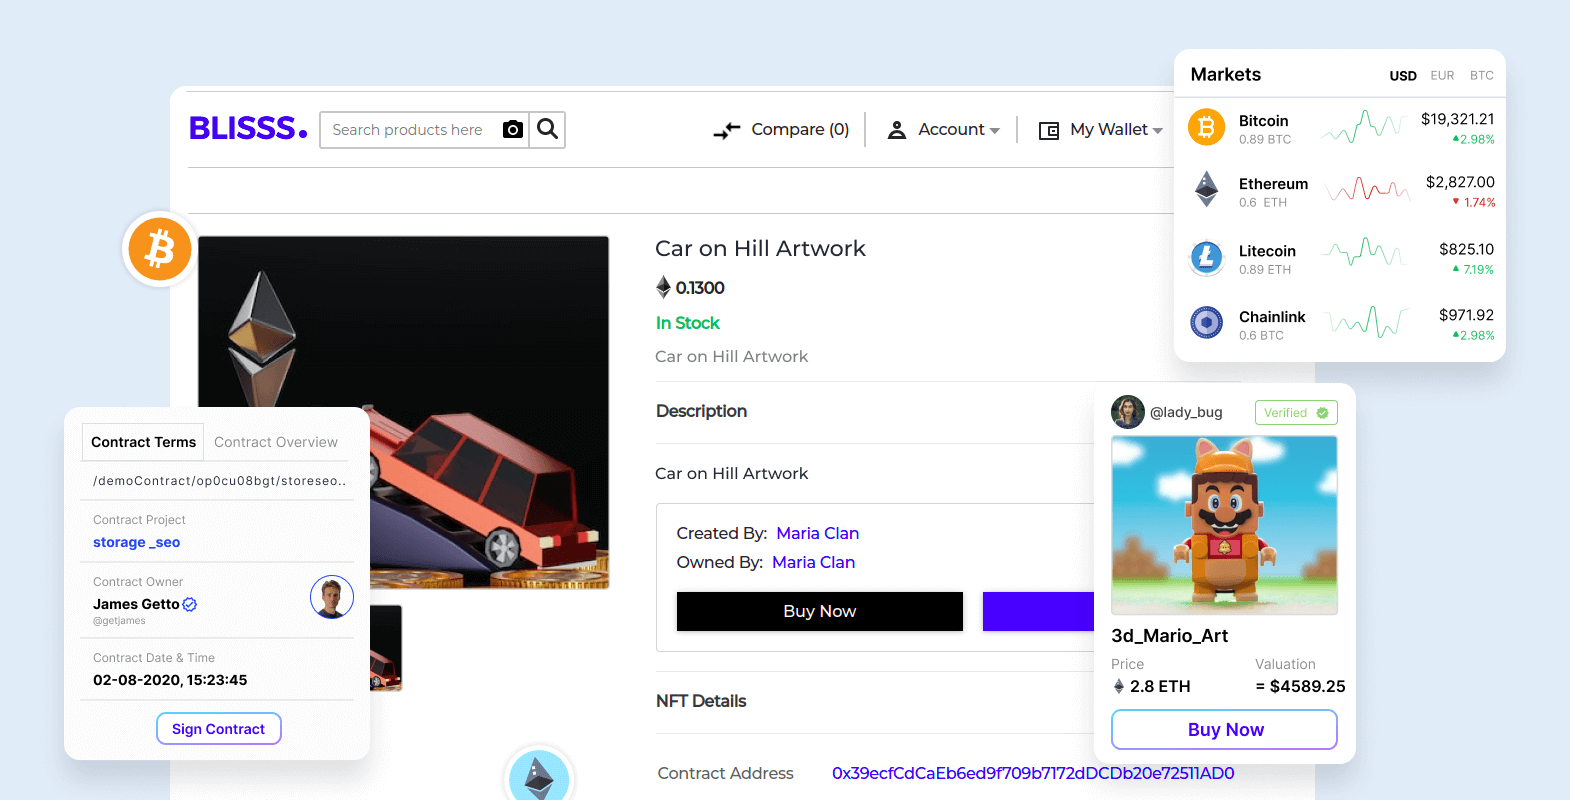 BLISSS.
Search products here
Compare (0)
Account
My Wallet
Markets
USD EUR BTC
Bitcoin
0.89 BTC
$19,321.21
2.98%
Ethereum
0.6 ETH
$2,827.00
1.74%
Litecoin
0.89 ETH
$825.10
7.19%
Chainlink
0.6 BTC
$971.92
2.98%
Car on Hill Artwork
0.1300
In Stock
Car on Hill Artwork
Description
Car on Hill Artwork
Created By: Maria Clan
Owned By: Maria Clan
Buy Now
NFT Details
Contract Address 0x39ecfCdCaEb6ed9f709b7172dDCDb20e72511AD0
Contract Terms Contract Overview
/demoContract/op0cu08bgt/storeseo..
Contract Project
storage _seo
Contract Owner
James Getto
@getjames
Contract Date & Time
02-08-2020, 15:23:45
Sign Contract
@lady_bug
Verified
3d_Mario_Art
Price Valuation
2.8 ETH = $4589.25
Buy Now